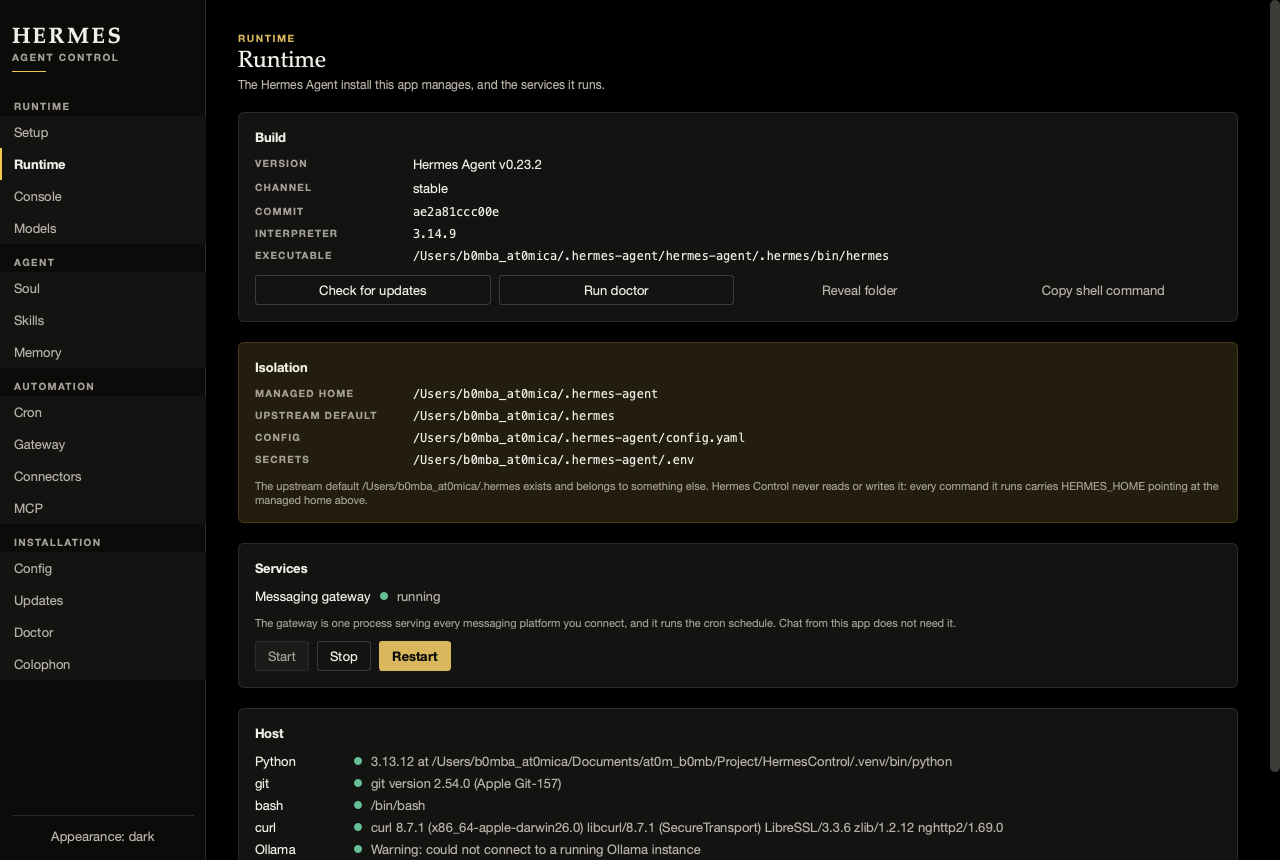 HERMES
AGENT CONTROL
RUNTIME
Setup
Runtime
Console
Models
AGENT
Soul
Skills
Memory
AUTOMATION
Cron
Gateway
Connectors
MCP
INSTALLATION
Config
Updates
Doctor
Colophon
Appearance: dark
RUNTIME
Runtime
The Hermes Agent install this app manages, and the services it runs.
Build
VERSION Hermes Agent v0.23.2
CHANNEL stable
COMMIT ae2a81ccc00e
INTERPRETER 3.14.9
EXECUTABLE /Users/b0mba_at0mica/.hermes-agent/hermes-agent/.hermes/bin/hermes
Check for updates Run doctor Reveal folder Copy shell command
Isolation
MANAGED HOME /Users/b0mba_at0mica/.hermes-agent
UPSTREAM DEFAULT /Users/b0mba_at0mica/.hermes
CONFIG /Users/b0mba_at0mica/.hermes-agent/config.yaml
SECRETS /Users/b0mba_at0mica/.hermes-agent/.env
The upstream default /Users/b0mba_at0mica/.hermes exists and belongs to something else. Hermes Control never reads or writes it: every command it runs carries HERMES_HOME pointing at the
managed home above.
Services
Messaging gateway running
The gateway is one process serving every messaging platform you connect, and it runs the cron schedule. Chat from this app does not need it.
Start Stop Restart
Host
Python 3.13.12 at /Users/b0mba_at0mica/Documents/at0m_b0mb/Project/HermesControl/.venv/bin/python
git git version 2.54.0 (Apple Git-157)
bash /bin/bash
curl curl 8.7.1 (x86_64-apple-darwin26.0) libcurl/8.7.1 (SecureTransport) LibreSSL/3.3.6 zlib/1.2.12 nghttp2/1.69.0
Ollama Warning: could not connect to a running Ollama instance